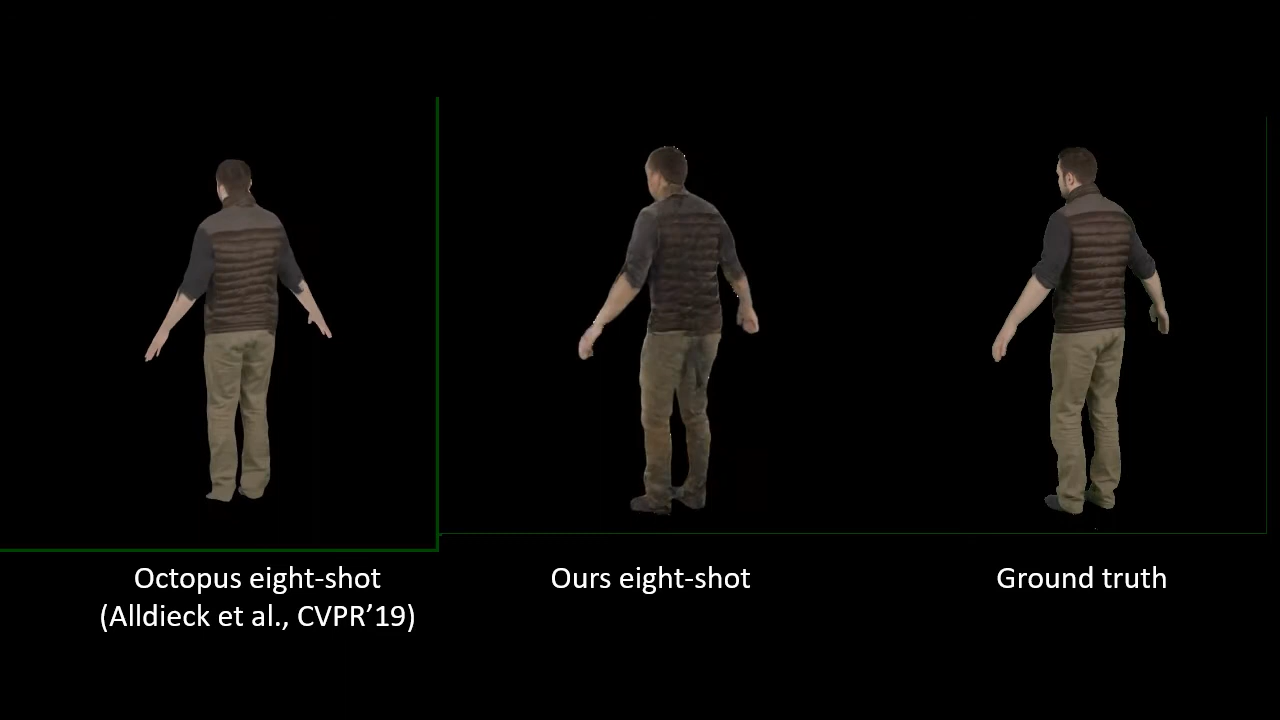 Octopus eight-shot
(Alldieck et al., CVPR’19)
Ours eight-shot
Ground truth